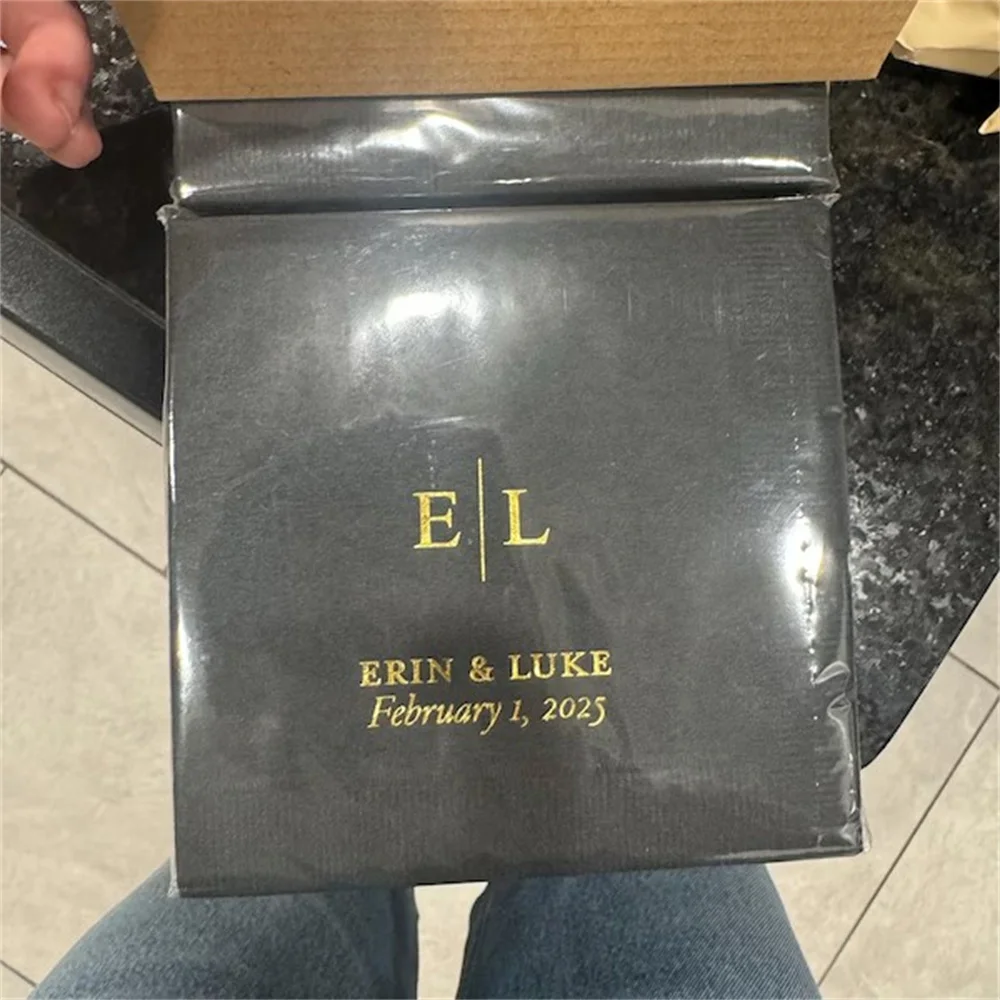 E|L
ERIN & LUKE
February 1, 2025